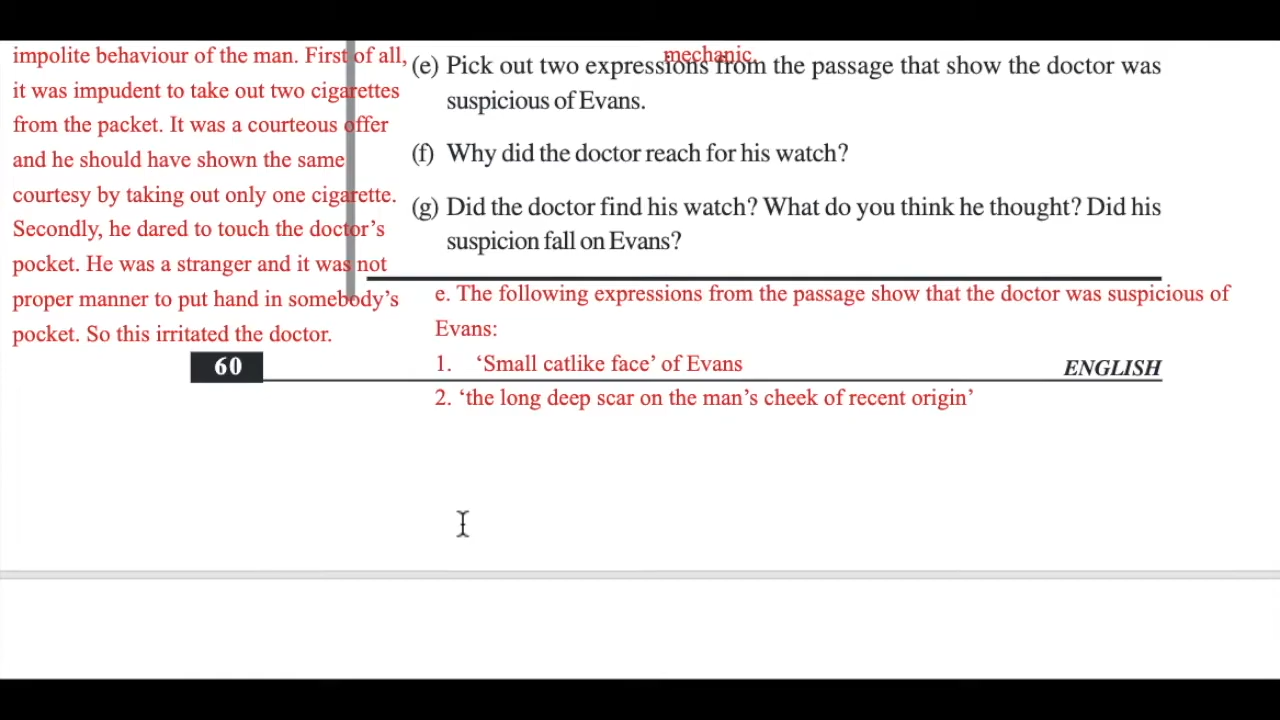 impolite behaviour of the man. First of all,
it was impudent to take out two cigarettes
from the packet. It was a courteous offer
and he should have shown the same
courtesy by taking out only one cigarette.
Secondly, he dared to touch the doctor’s
pocket. He was a stranger and it was not
proper manner to put hand in somebody’s
pocket. So this irritated the doctor.
mechanic.
(e) Pick out two expressions from the passage that show the doctor was
suspicious of Evans.
(f) Why did the doctor reach for his watch?
(g) Did the doctor find his watch? What do you think he thought? Did his
suspicion fall on Evans?
e. The following expressions from the passage show that the doctor was suspicious of
Evans:
1. ‘Small catlike face’ of Evans
2. ‘the long deep scar on the man’s cheek of recent origin’
60
ENGLISH